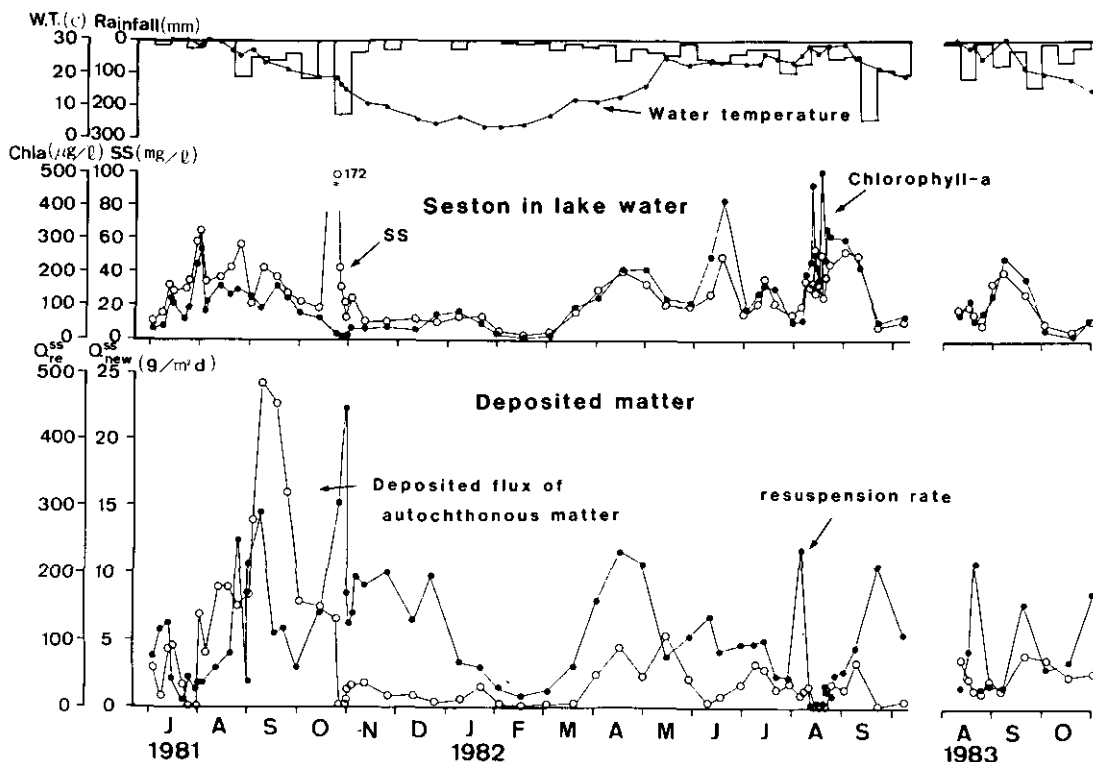 W.T.(c) Rainfall(mm)
30 0
20 100
10 200
0 300
Water temperature
Chla(μg/ℓ) SS(mg/ℓ)
500 100
400 80
300 60
200 40
100 20
0 0
○172
*
Seston in lake water
SS
Chlorophyll-a
Q^SS_re Q^SS_new (g/m²d)
500 25
400 20
300 15
200 10
100 5
0 0
Deposited matter
Deposited flux of
autochthonous matter
resuspension rate
J A S O N D J F M A M J J A S A S O
1981 1982 1983